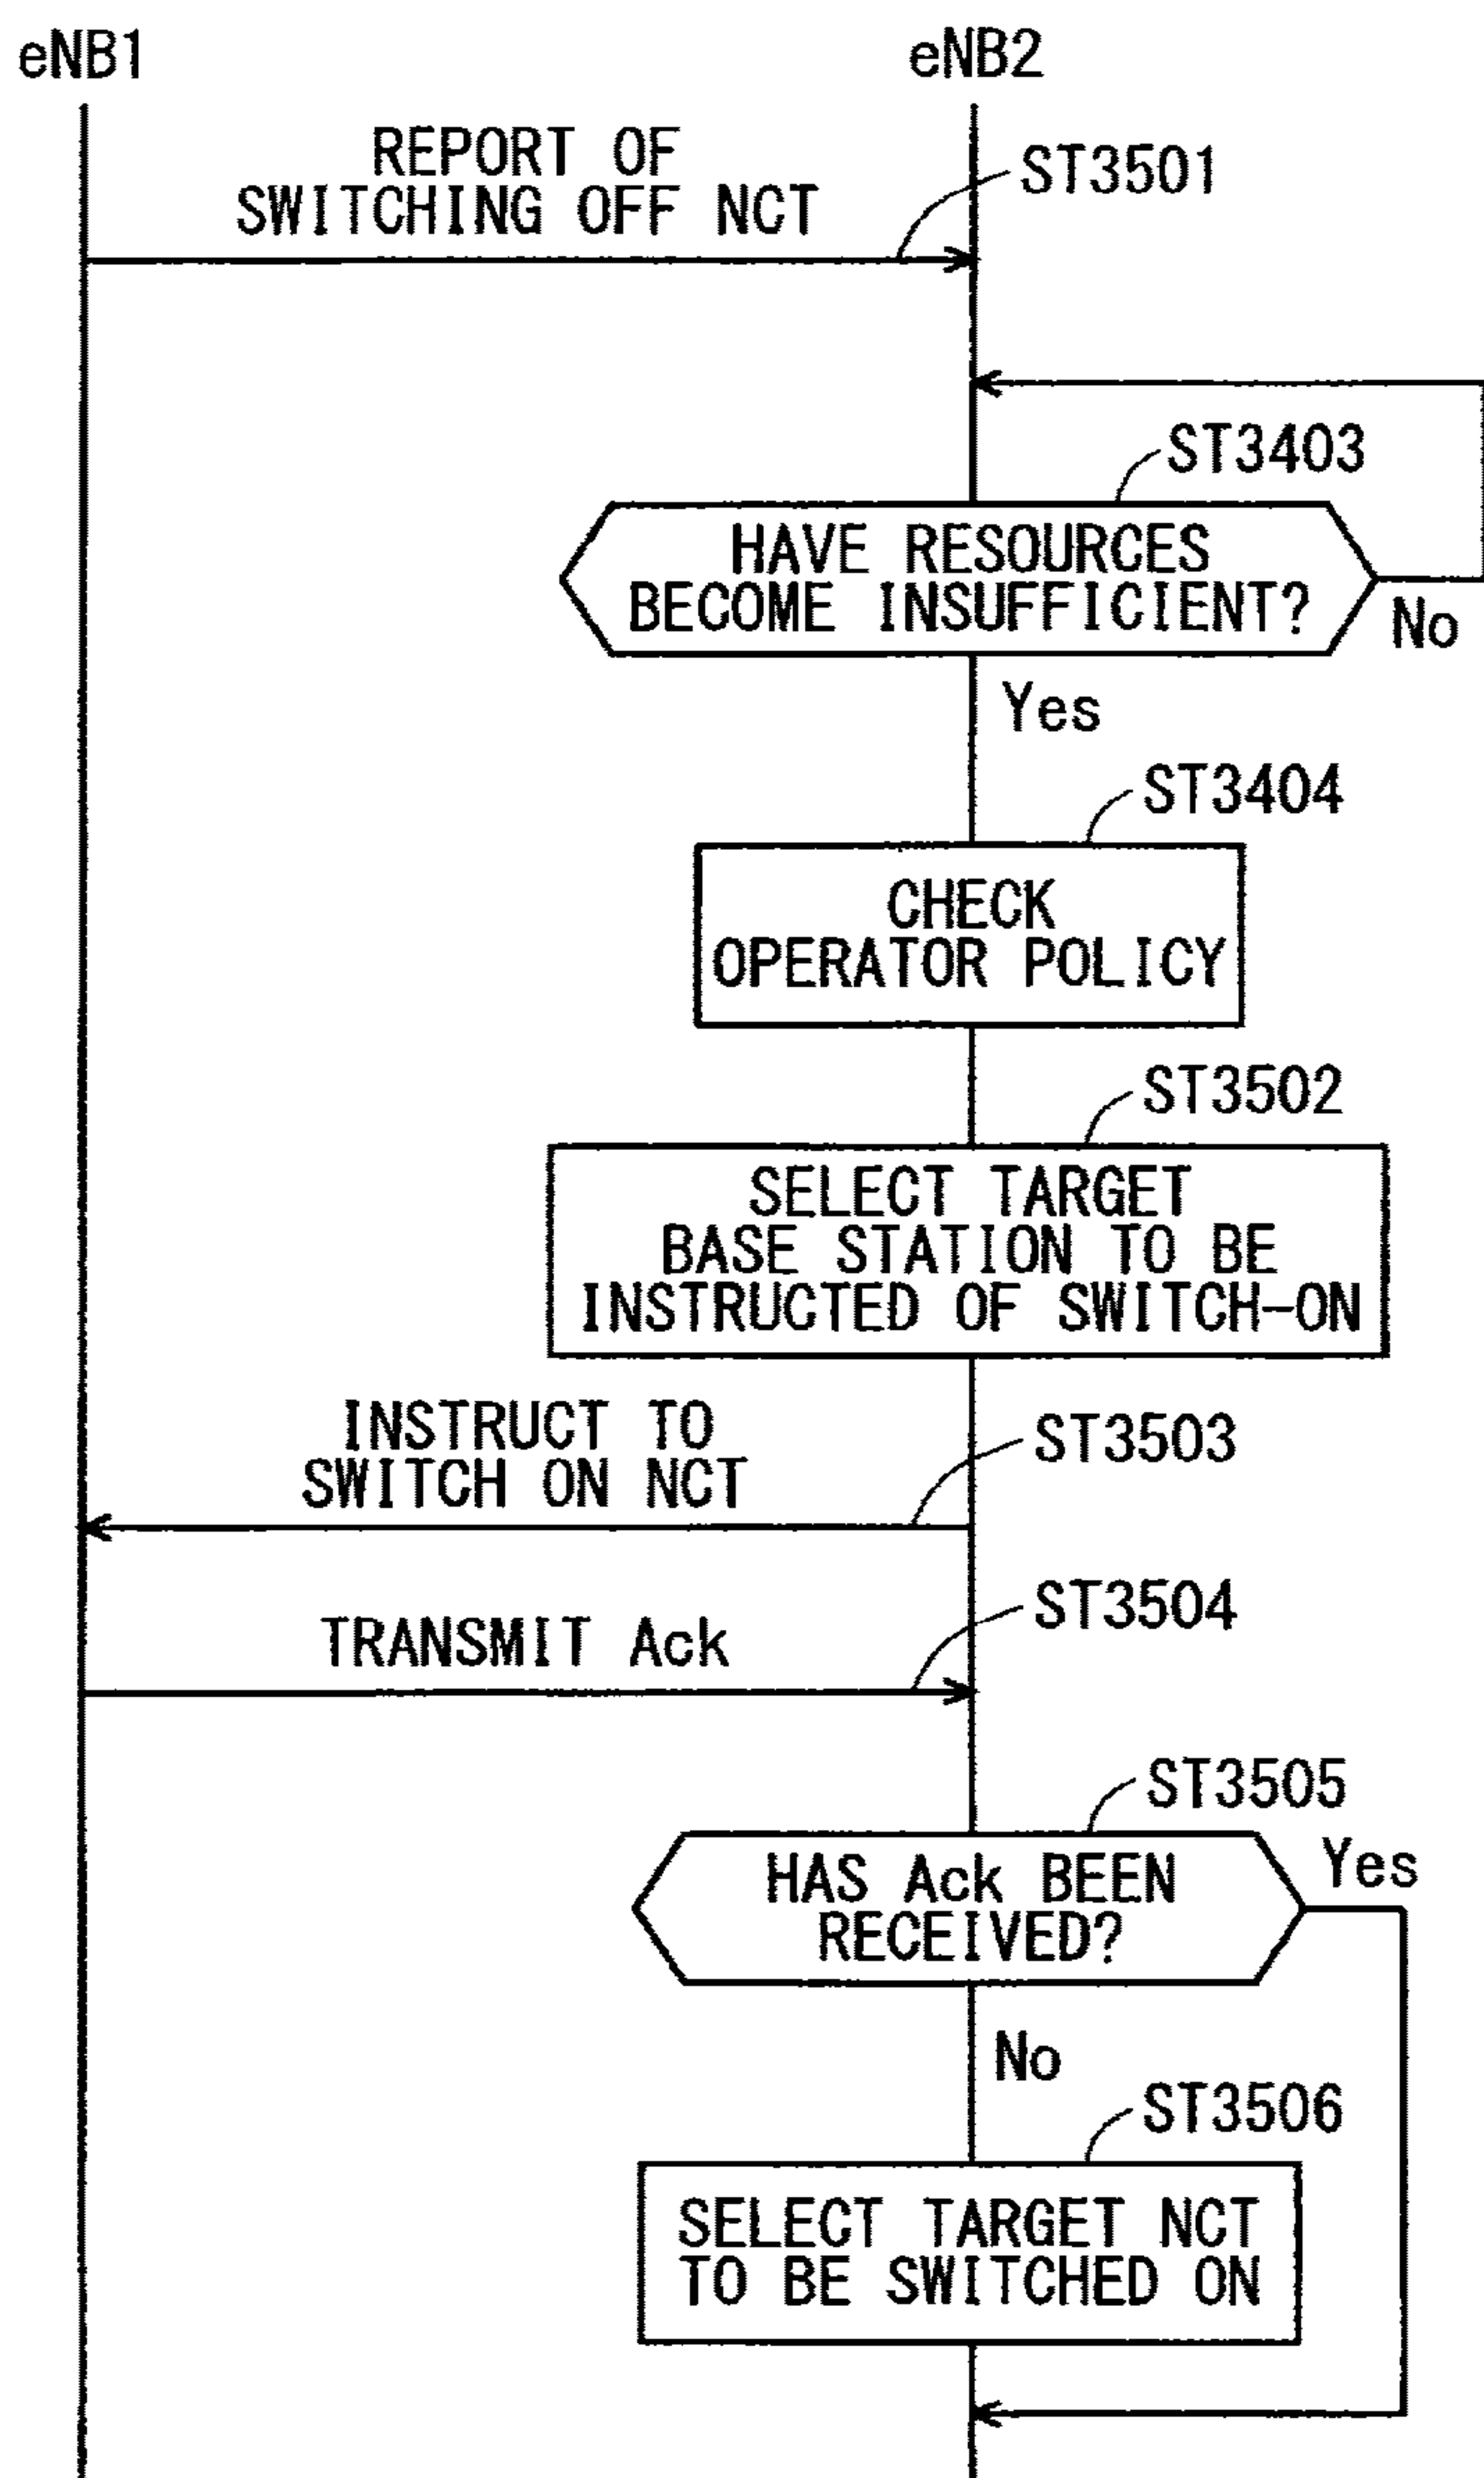 eNB1
eNB2
REPORT OF
SWITCHING OFF NCT
ST3501
ST3403
HAVE RESOURCES
BECOME INSUFFICIENT?
No
Yes
ST3404
CHECK
OPERATOR POLICY
ST3502
SELECT TARGET
BASE STATION TO BE
INSTRUCTED OF SWITCH-ON
INSTRUCT TO
SWITCH ON NCT
ST3503
ST3504
TRANSMIT Ack
ST3505
HAS Ack BEEN
RECEIVED?
Yes
No
ST3506
SELECT TARGET NCT
TO BE SWITCHED ON